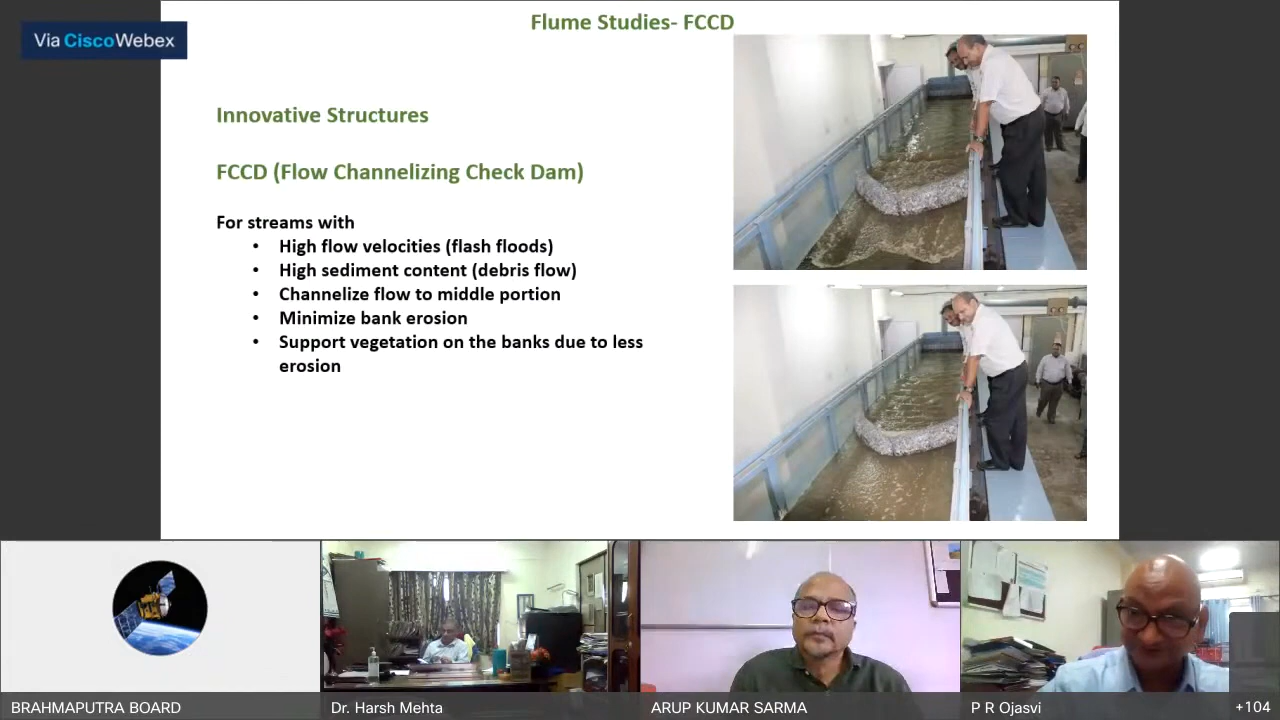 Via Cisco Webex
Flume Studies- FCCD
Innovative Structures
FCCD (Flow Channelizing Check Dam)
For streams with
• High flow velocities (flash floods)
• High sediment content (debris flow)
• Channelize flow to middle portion
• Minimize bank erosion
• Support vegetation on the banks due to less
erosion
BRAHMAPUTRA BOARD
Dr. Harsh Mehta
ARUP KUMAR SARMA
P R Ojasvi
+104